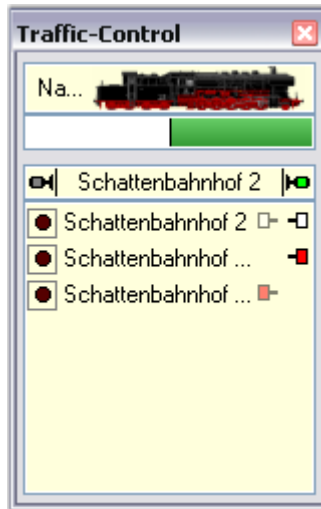 Traffic-Control
Na...
Schattenbahnhof 2
Schattenbahnhof 2
Schattenbahnhof ...
Schattenbahnhof ...